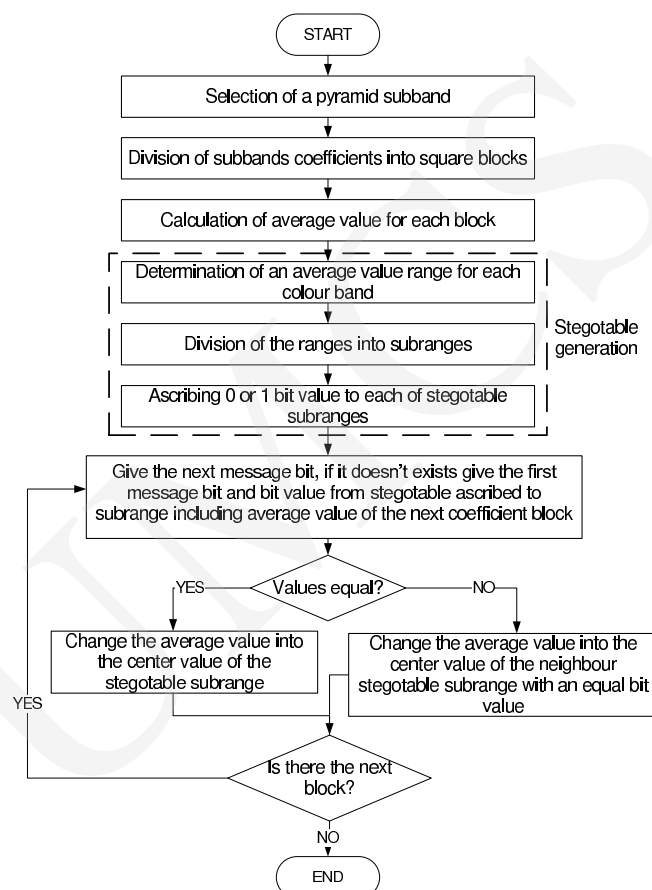 START
Selection of a pyramid subband
Division of subbands coefficients into square blocks
Calculation of average value for each block
Determination of an average value range for each
colour band
Division of the ranges into subranges
Ascribing 0 or 1 bit value to each of stegotable
subranges
Stegotable
generation
Give the next message bit, if it doesn't exists give the first
message bit and bit value from stegotable ascribed to
subrange including average value of the next coefficient block
Values equal?
YES
NO
Change the average value into
the center value of the
stegotable subrange
Change the average value into the
center value of the neighbour
stegotable subrange with an equal bit
value
YES
Is there the next
block?
NO
END
UMCS